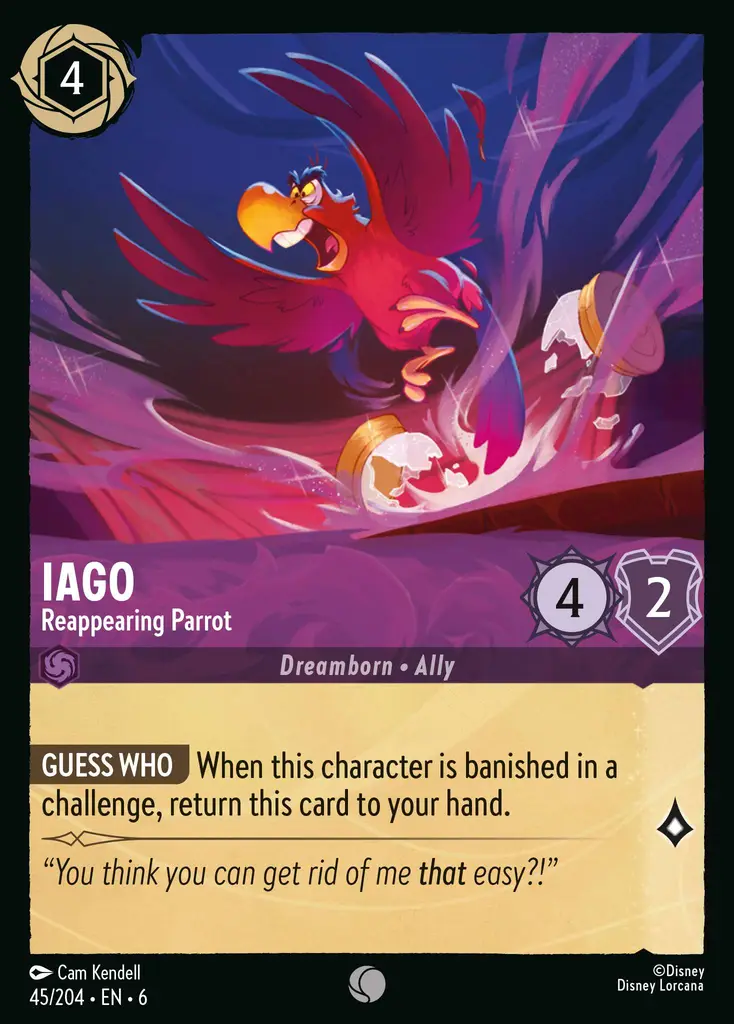 4
IAGO
Reappearing Parrot
4 2
Dreamborn • Ally
GUESS WHO When this character is banished in a
challenge, return this card to your hand.
“You think you can get rid of me that easy?!”
Cam Kendell
45/204 • EN • 6
©Disney
Disney Lorcana